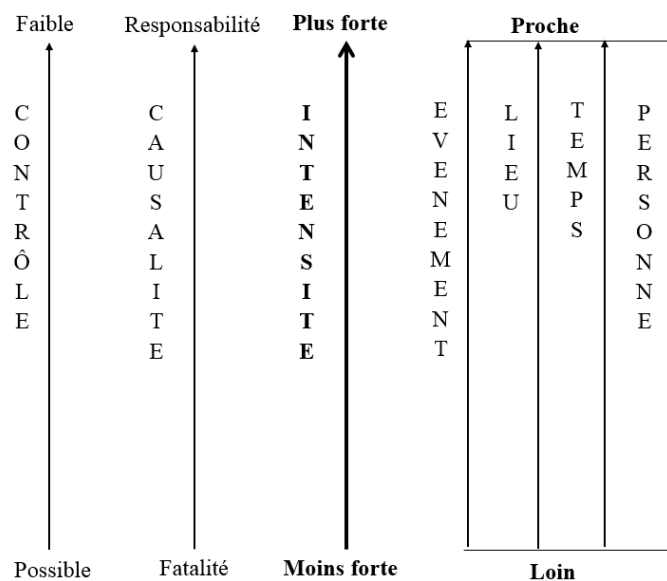 Faible Responsabilité Plus forte Proche
CONTRÔLE
CAUSALITE
INTENSITE
EVENEMENT
LIEU
TEMPS
PERSONNE
Possible Fatalité Moins forte Loin